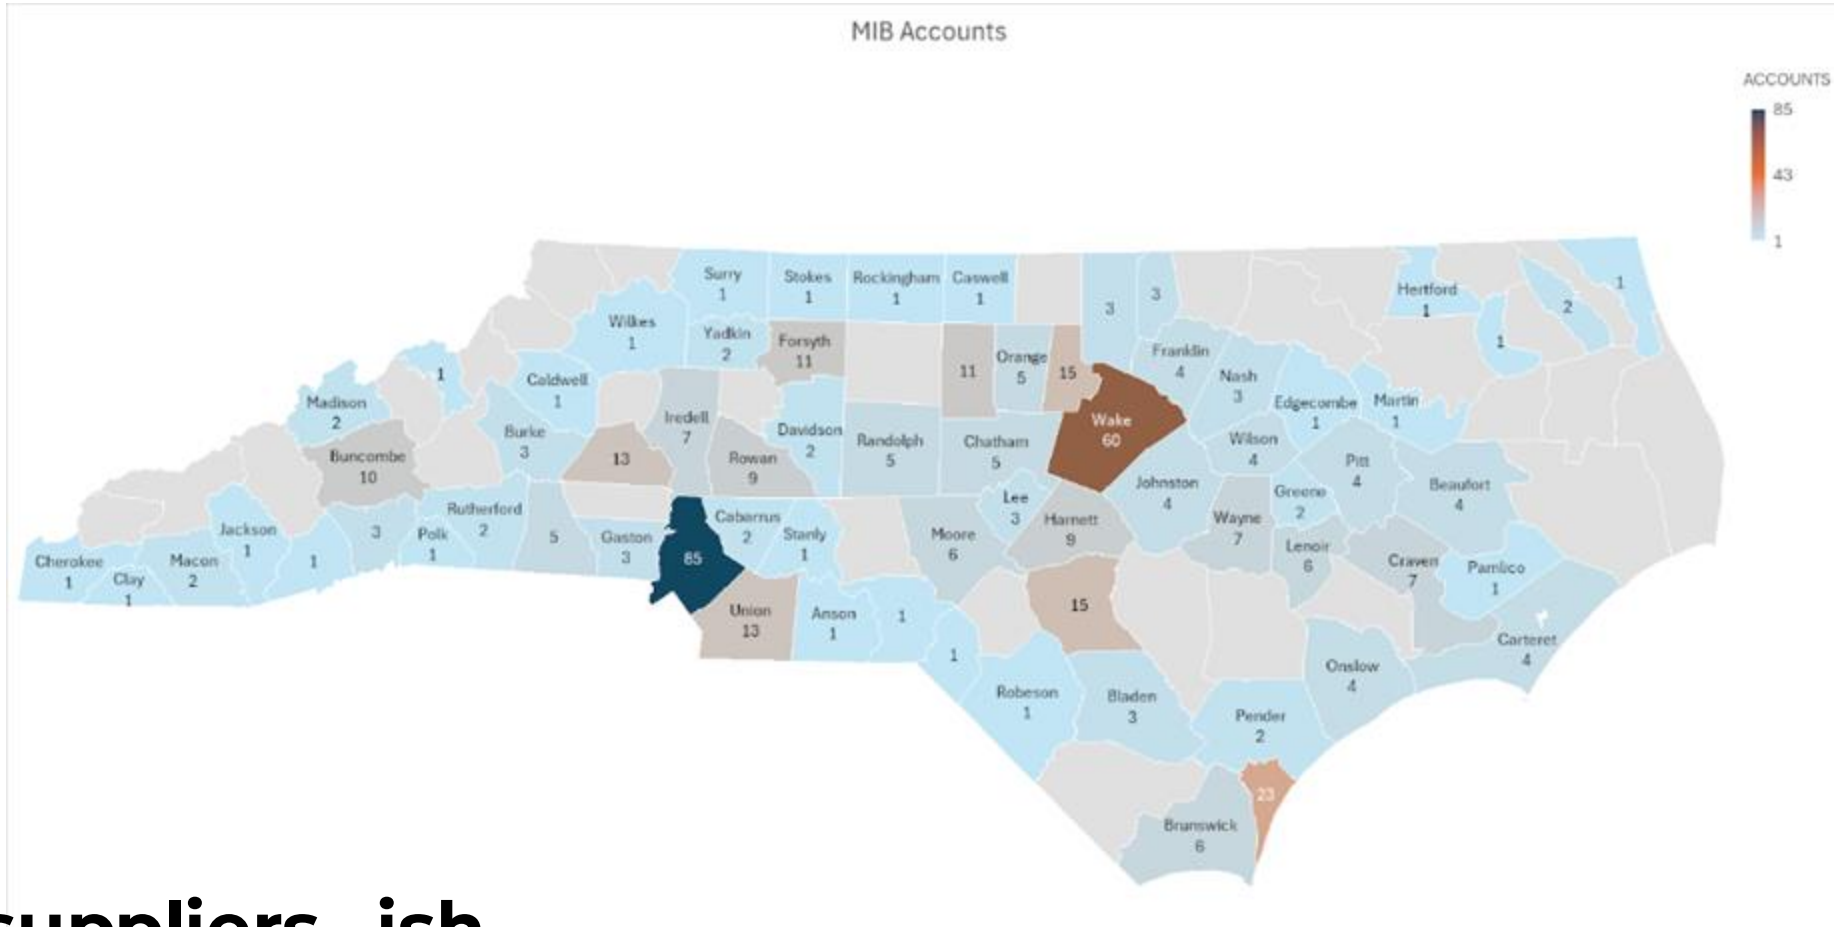 MIB Accounts
ACCOUNTS
85
43
1
Surry
1
Stokes
1
Rockingham
1
Caswell
1
3
3
Hertford
1
1
2
1
Wilkes
1
Yadkin
2
Forsyth
11
11
Orange
5
15
Franklin
4
Nash
3
Edgecombe
1
Martin
1
1
Caldwell
1
Madison
2
Burke
3
Iredell
7
Davidson
2
Randolph
5
Chatham
5
Wake
60
Wilson
4
Pitt
4
Beaufort
4
Buncombe
10
13
Rowan
9
Lee
3
Johnston
4
Greene
2
Jackson
1
Rutherford
2
Polk
1
3
5
Gaston
3
85
Cabarrus
2
Stanly
1
Moore
6
Harnett
9
Wayne
7
Lenoir
6
Craven
7
Pamlico
1
Cherokee
1
Clay
1
Macon
2
1
Union
13
Anson
1
1
1
15
Carteret
4
Robeson
1
Bladen
3
Onslow
4
Pender
2
23
Brunswick
6